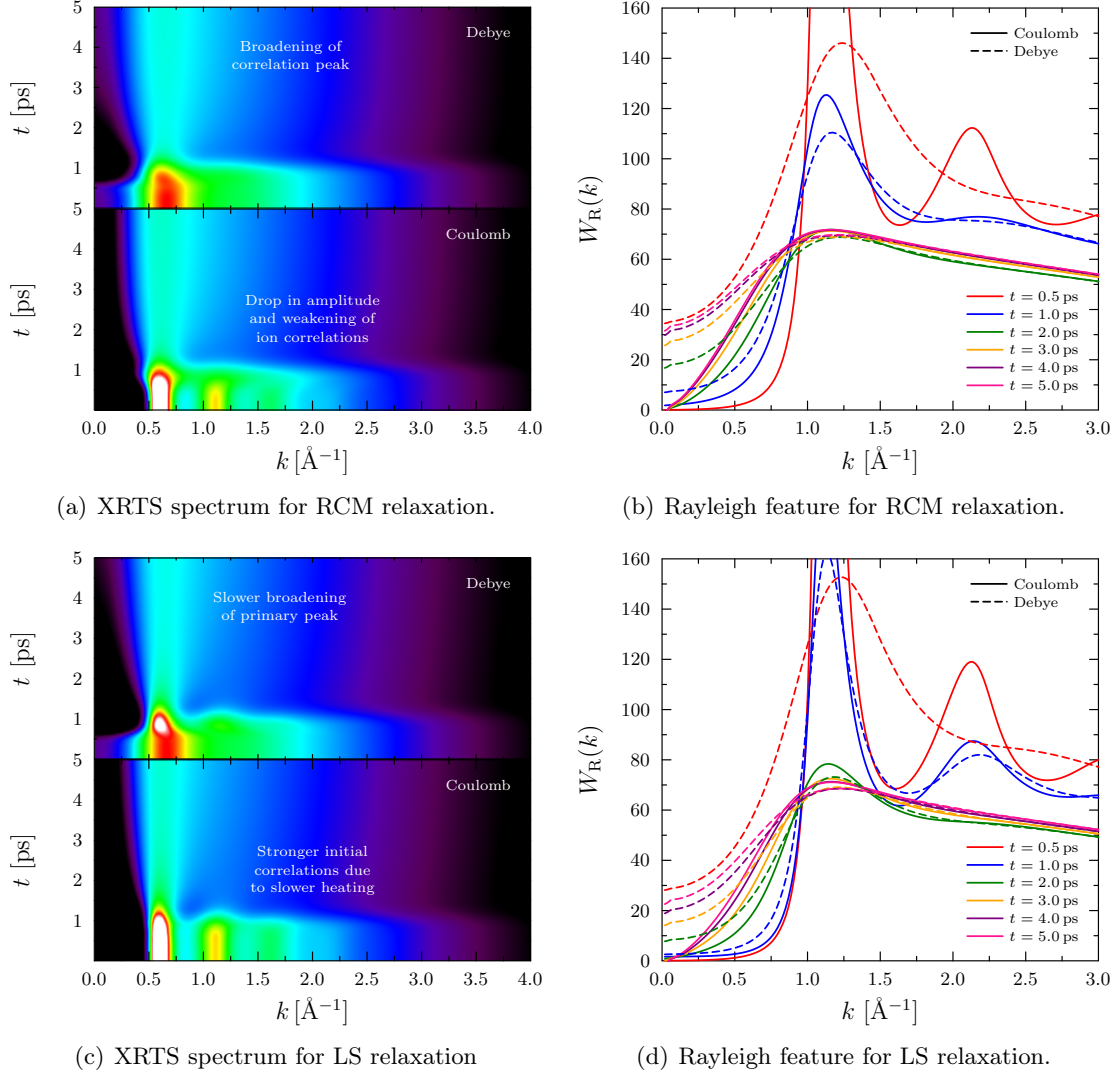 5
4
3
2
1
5
4
3
2
1
t [ps]
t [ps]
Debye
Broadening of
correlation peak
Coulomb
Drop in amplitude
and weakening of
ion correlations
0.0 0.5 1.0 1.5 2.0 2.5 3.0 3.5 4.0
k [Å⁻¹]
(a) XRTS spectrum for RCM relaxation.
160
140
120
100
80
60
40
20
0
W_R(k)
Coulomb
Debye
t = 0.5 ps
t = 1.0 ps
t = 2.0 ps
t = 3.0 ps
t = 4.0 ps
t = 5.0 ps
0.0 0.5 1.0 1.5 2.0 2.5 3.0
k [Å⁻¹]
(b) Rayleigh feature for RCM relaxation.
5
4
3
2
1
5
4
3
2
1
t [ps]
t [ps]
Debye
Slower broadening
of primary peak
Coulomb
Stronger initial
correlations due
to slower heating
0.0 0.5 1.0 1.5 2.0 2.5 3.0 3.5 4.0
k [Å⁻¹]
(c) XRTS spectrum for LS relaxation
160
140
120
100
80
60
40
20
0
W_R(k)
Coulomb
Debye
t = 0.5 ps
t = 1.0 ps
t = 2.0 ps
t = 3.0 ps
t = 4.0 ps
t = 5.0 ps
0.0 0.5 1.0 1.5 2.0 2.5 3.0
k [Å⁻¹]
(d) Rayleigh feature for LS relaxation.